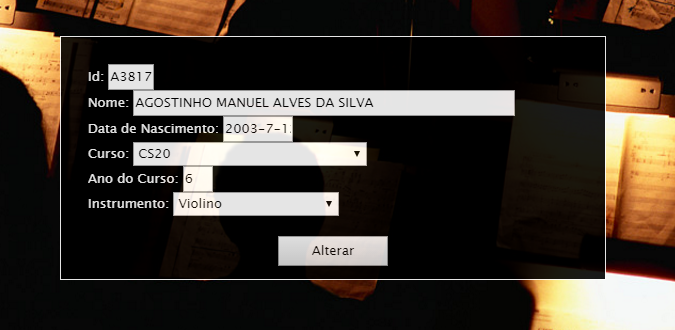 Id: A3817
Nome: AGOSTINHO MANUEL ALVES DA SILVA
Data de Nascimento: 2003-7-1
Curso: CS20
Ano do Curso: 6
Instrumento: Violino
Alterar